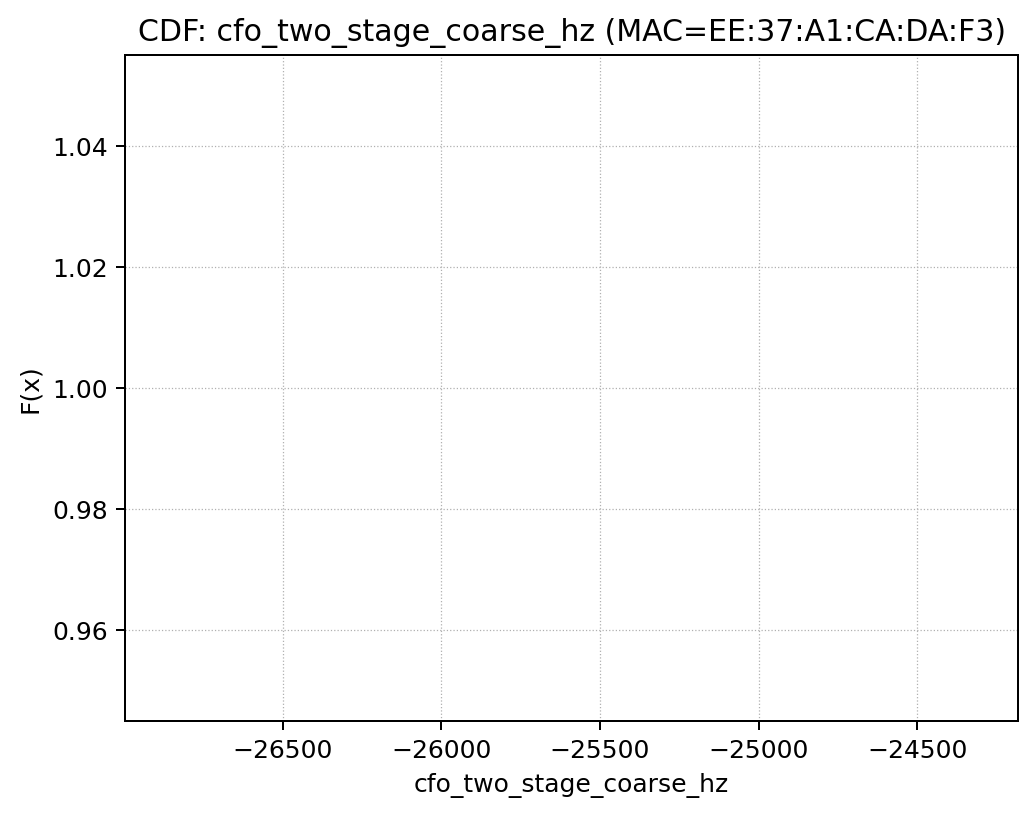 CDF: cfo_two_stage_coarse_hz (MAC=EE:37:A1:CA:DA:F3)
F(x)
1.04
1.02
1.00
0.98
0.96
−26500 −26000 −25500 −25000 −24500
cfo_two_stage_coarse_hz